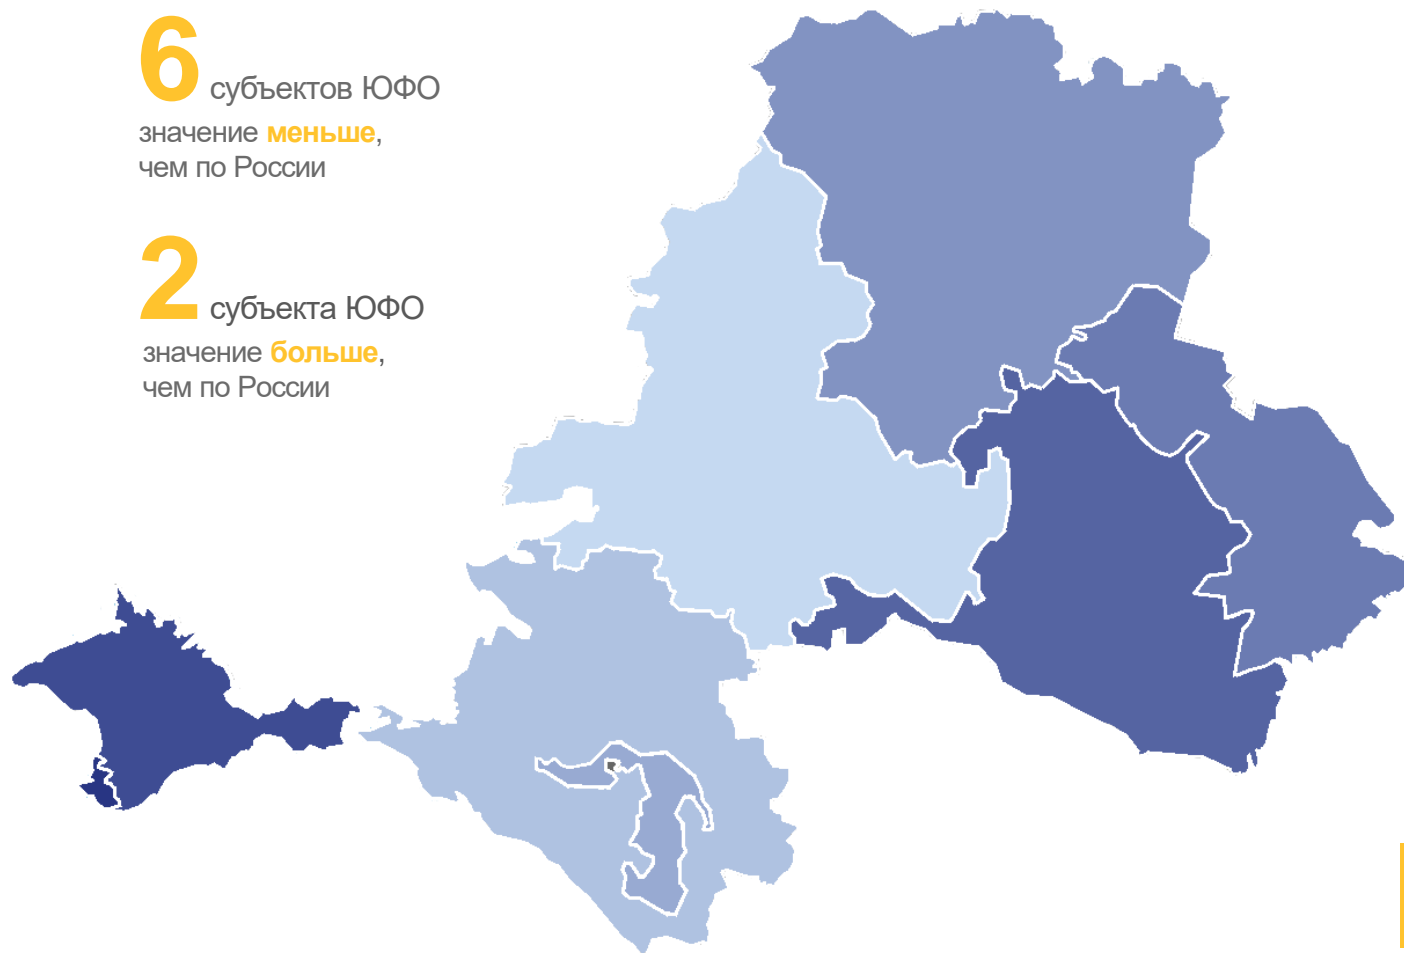 6 субъектов ЮФО
значение меньше,
чем по России
2 субъекта ЮФО
значение больше,
чем по России